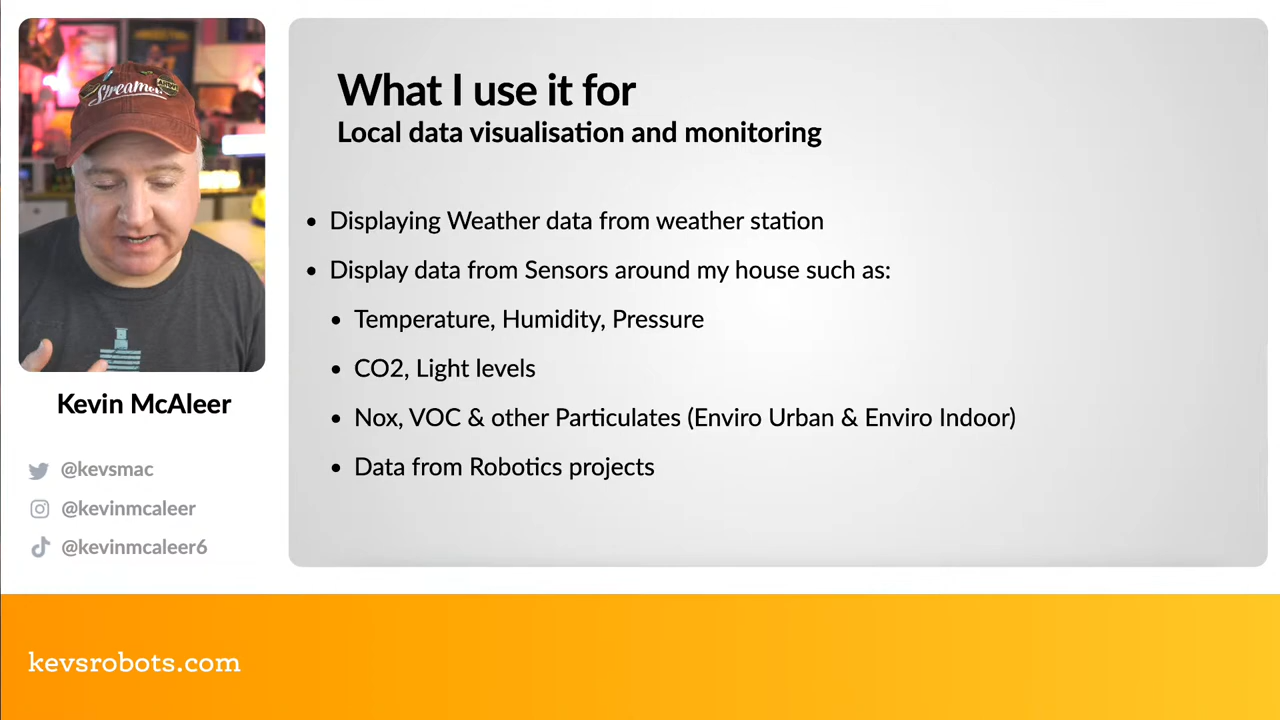 Streamer
What I use it for
Local data visualisation and monitoring
• Displaying Weather data from weather station
• Display data from Sensors around my house such as:
• Temperature, Humidity, Pressure
• CO2, Light levels
• Nox, VOC & other Particulates (Enviro Urban & Enviro Indoor)
• Data from Robotics projects
Kevin McAleer
@kevsmac
@kevinmcaleer
@kevinmcaleer6
kevsrobots.com